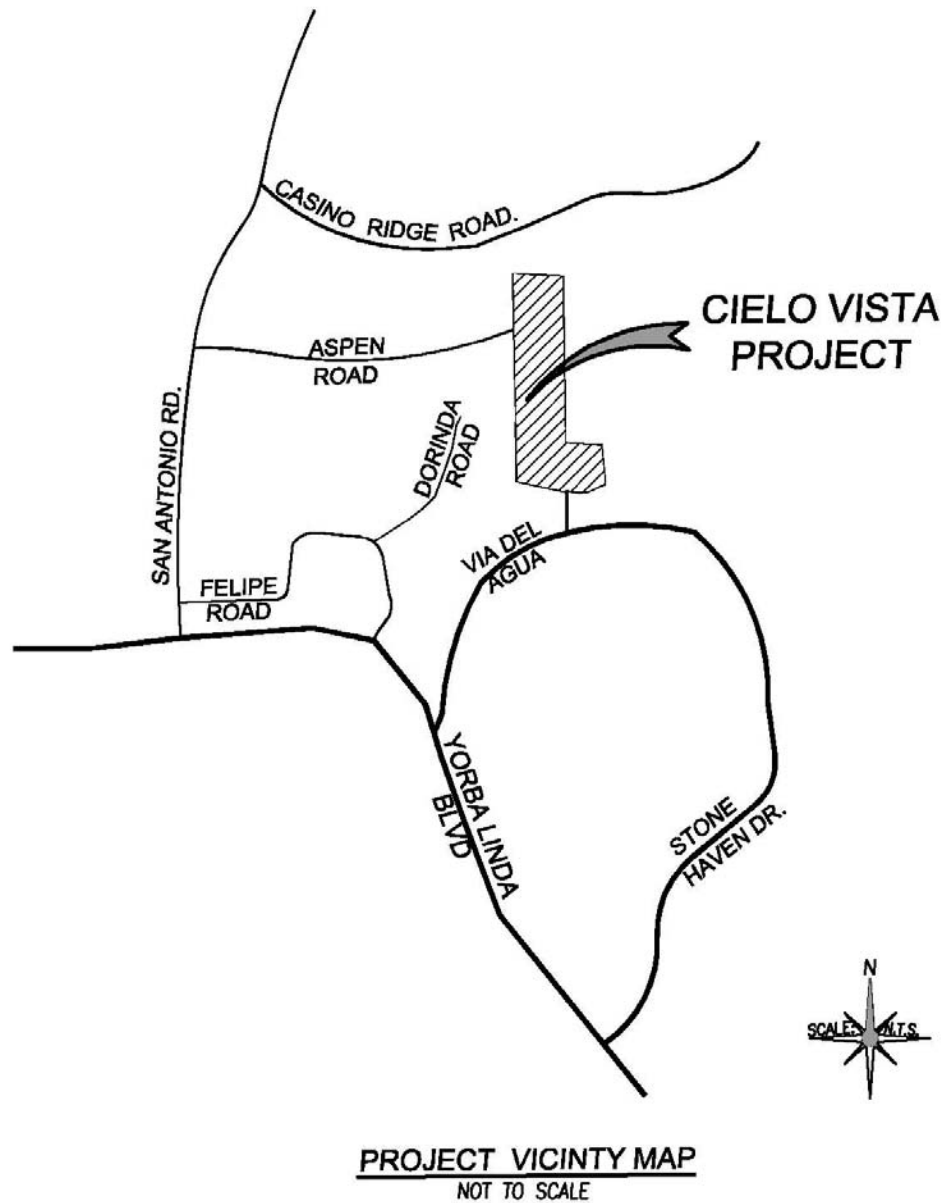 CASINO RIDGE ROAD.
CIELO VISTA
PROJECT
ASPEN
ROAD
SAN ANTONIO RD.
DORINDA
ROAD
VIA DEL
AGUA
FELIPE
ROAD
YORBA LINDA
BLVD
STONE
HAVEN DR.
N
SCALE: N.T.S.
PROJECT VICINTY MAP
NOT TO SCALE